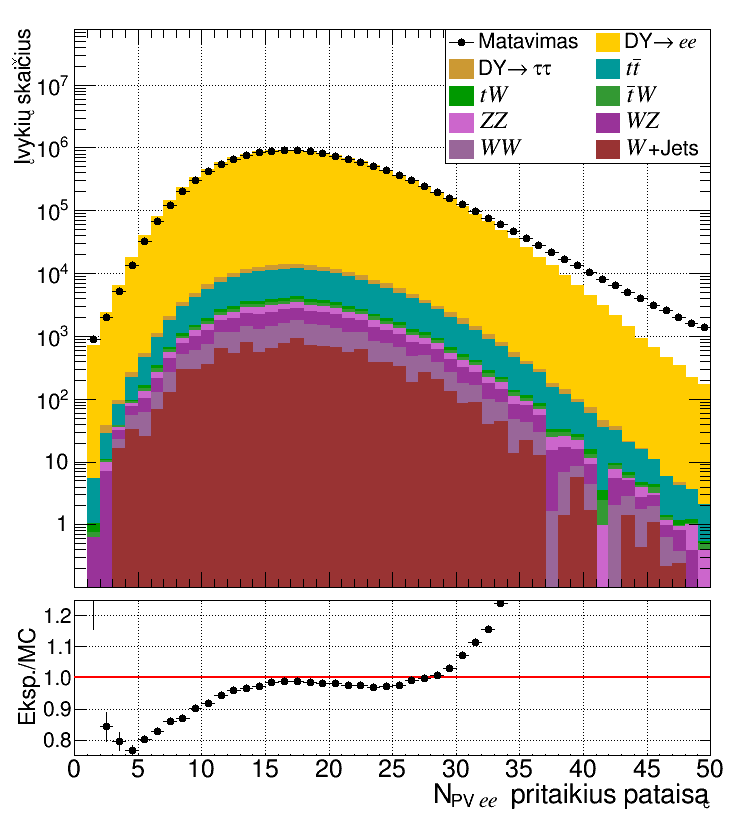 Įvykių skaičius
10⁷
10⁶
10⁵
10⁴
10³
10²
10
1
Matavimas
DY→ ee
DY→ ττ
tt̄
tW
t̄W
ZZ
WZ
WW
W+Jets
Eksp./MC
1.2
1.1
1.0
0.9
0.8
0 5 10 15 20 25 30 35 40 45 50
N_PV ee pritaikius pataisą